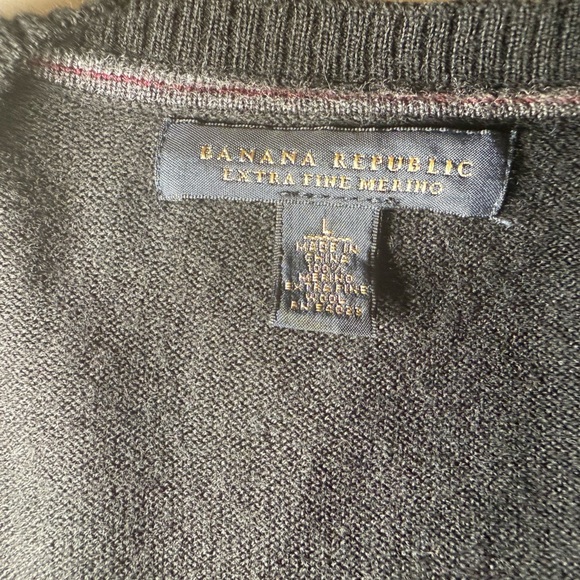 BANANA REPUBLIC
EXTRA FINE MERINO
L
MADE IN
CHINA
100%
MERINO
EXTRA FINE
WOOL